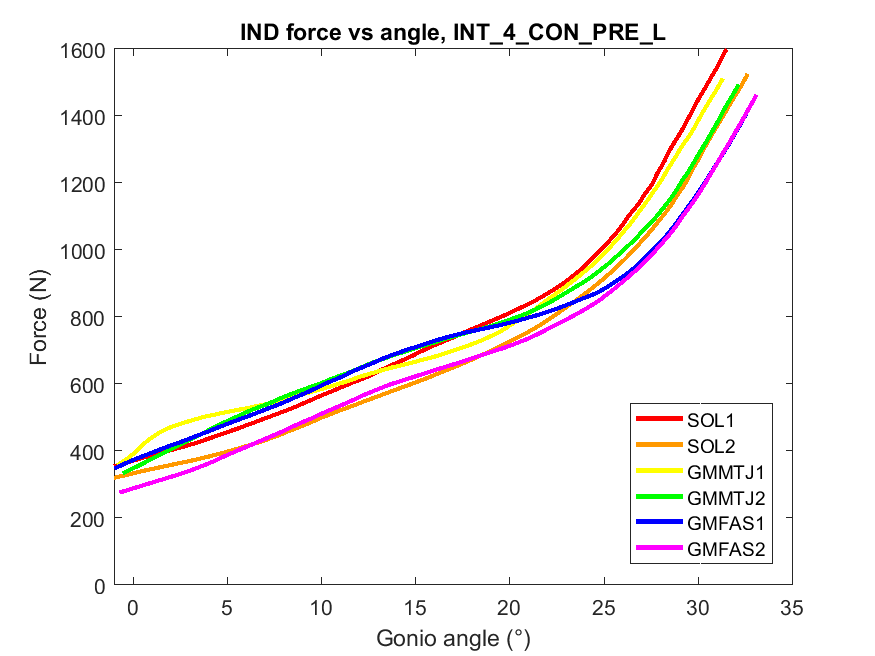 IND force vs angle, INT_4_CON_PRE_L
1600
1400
1200
1000
800
600
400
200
0
Force (N)
0 5 10 15 20 25 30 35
Gonio angle (°)
SOL1
SOL2
GMMTJ1
GMMTJ2
GMFAS1
GMFAS2